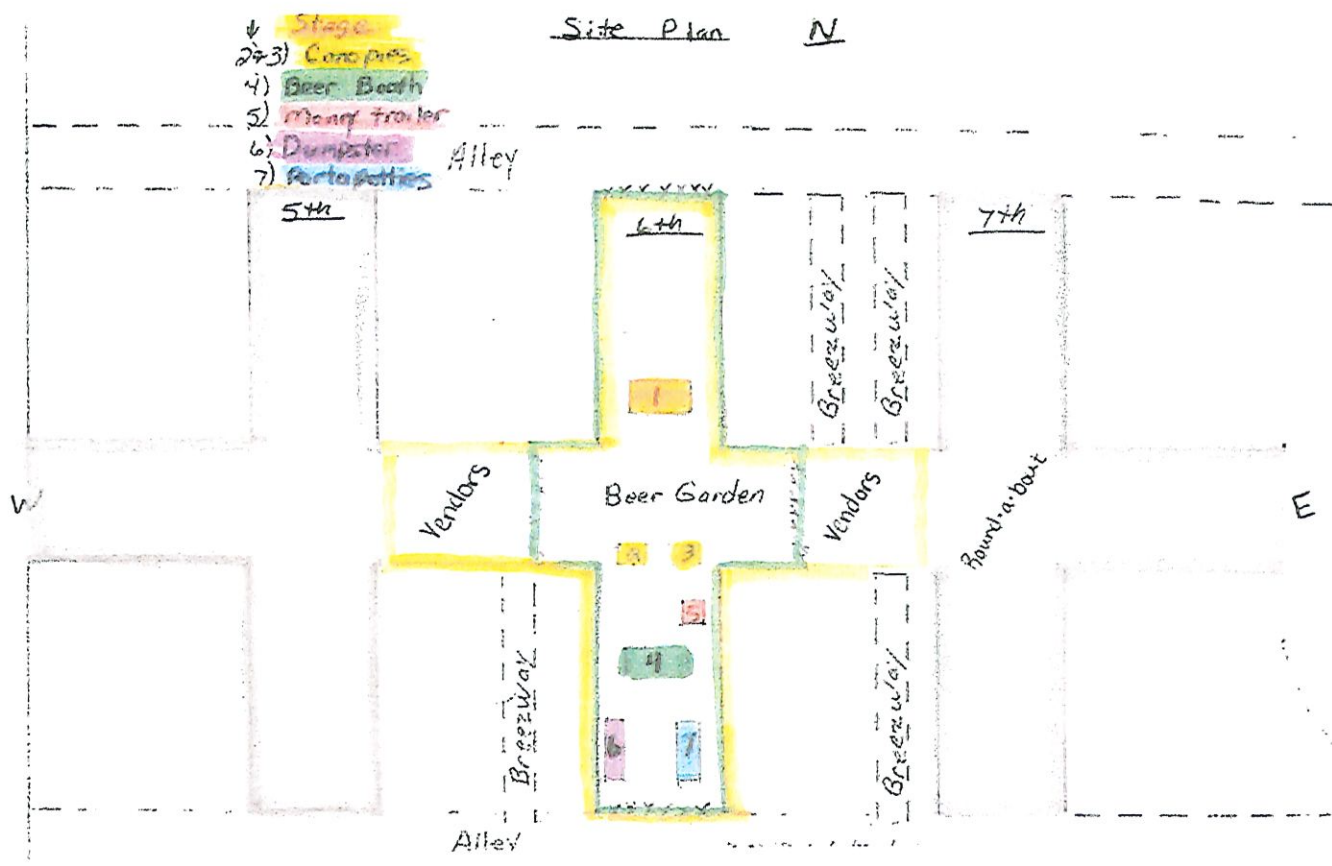 Site Plan N
Stage
2+3) Canopies
4) Beer Booth
5) Money trailer
6) Dumpster
7) Portapotties
Alley
5th
6th
7th
Breezway
Breezway
1
W
Vendors
Beer Garden
Vendors
Round-a-bout
E
2
3
5
4
6
7
Breezway
Breezway
Alley